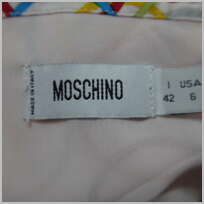 MADE IN ITALY
MOSCHINO
I USA
42 6